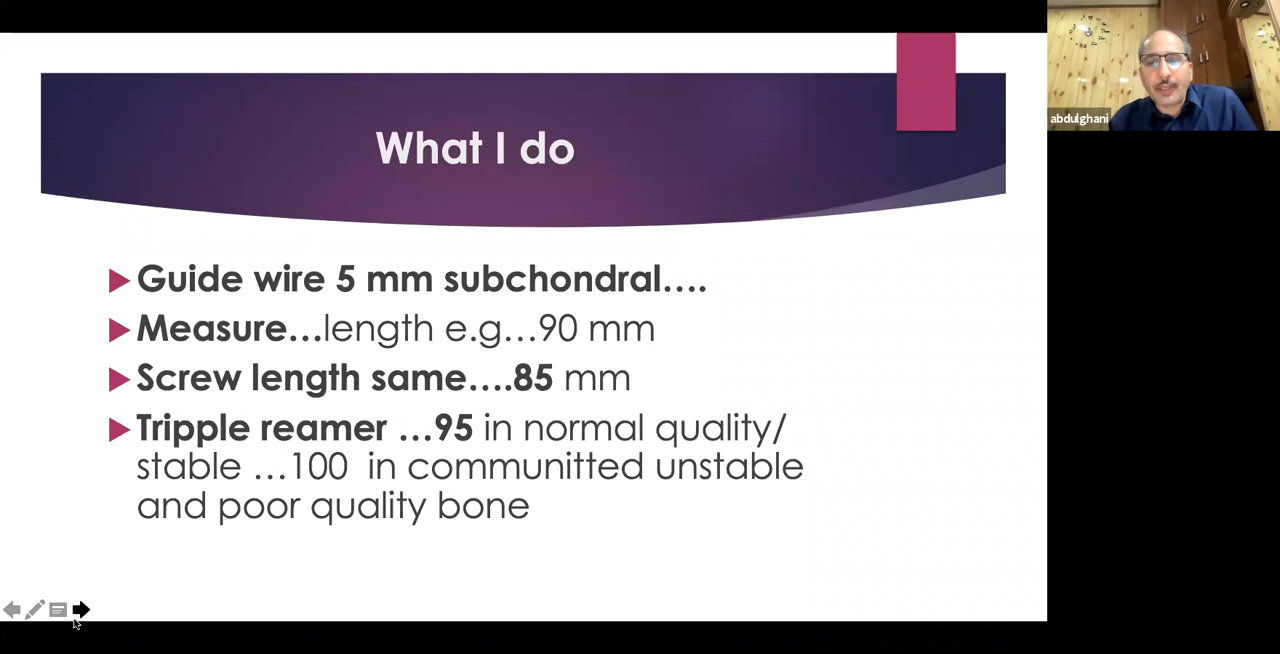 What I do
Guide wire 5 mm subchondral....
Measure...length e.g...90 mm
Screw length same....85 mm
Tripple reamer ...95 in normal quality/
stable ...100 in communitted unstable
and poor quality bone
abdulghani